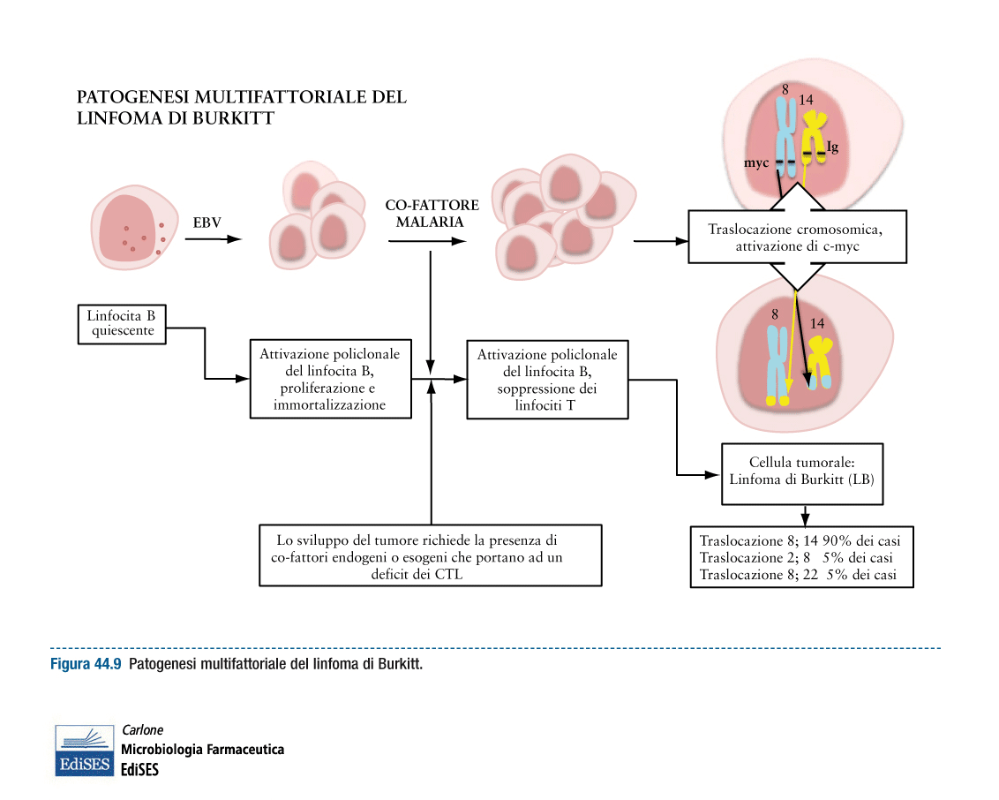 PATOGENESI MULTIFATTORIALE DEL
LINFOMA DI BURKITT
EBV
CO-FATTORE
MALARIA
8
14
myc
Ig
Traslocazione cromosomica,
attivazione di c-myc
8
14
Linfocita B
quiescente
Attivazione policlonale
del linfocita B,
proliferazione e
immortalizzazione
Attivazione policlonale
del linfocita B,
soppressione dei
linfociti T
Cellula tumorale:
Linfoma di Burkitt (LB)
Lo sviluppo del tumore richiede la presenza di
co-fattori endogeni o esogeni che portano ad un
deficit dei CTL
Traslocazione 8; 14 90% dei casi
Traslocazione 2; 8 5% dei casi
Traslocazione 8; 22 5% dei casi
Figura 44.9 Patogenesi multifattoriale del linfoma di Burkitt.
EdiSES
Carlone
Microbiologia Farmaceutica
EdiSES